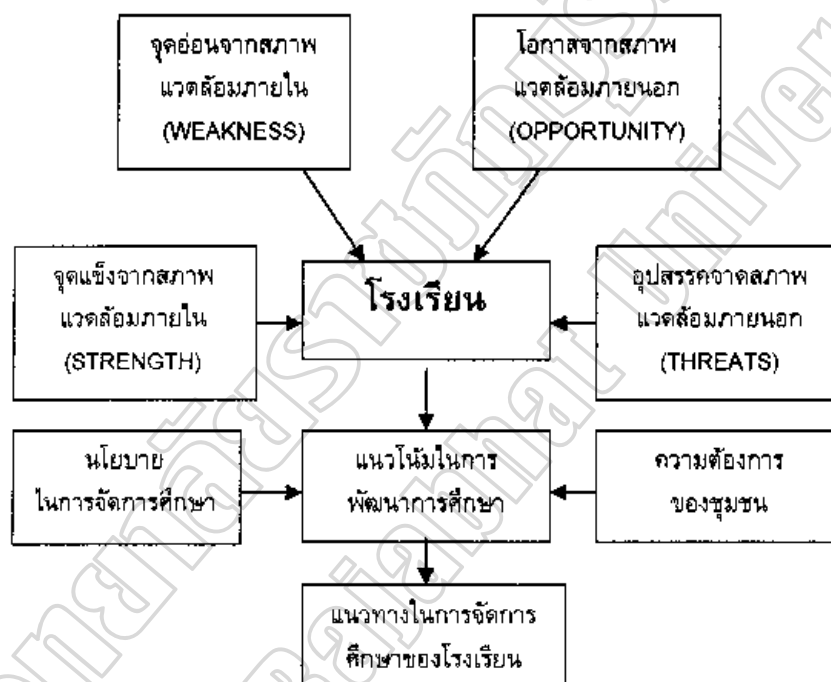 จุดอ่อนจากสภาพ
แวดล้อมภายใน
(WEAKNESS)
โอกาสจากสภาพ
แวดล้อมภายนอก
(OPPORTUNITY)
จุดแข็งจากสภาพ
แวดล้อมภายใน
(STRENGTH)
โรงเรียน
อุปสรรคจาดสภาพ
แวดล้อมภายนอก
(THREATS)
นโยบาย
ในการจัดการศึกษา
แนวโน้มในการ
พัฒนาการศึกษา
ความต้องการ
ของชุมชน
แนวทางในการจัดการ
ศึกษาของโรงเรียน
Rajabhat